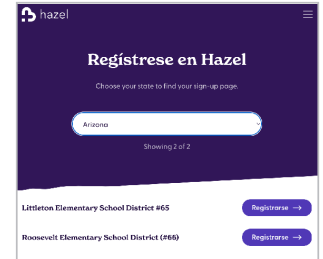 hazel
Regístrese en Hazel
Choose your state to find your sign-up page.
Arizona
Showing 2 of 2
Littleton Elementary School District #65
Registrarse →
Roosevelt Elementary School District (#66)
Registrarse →